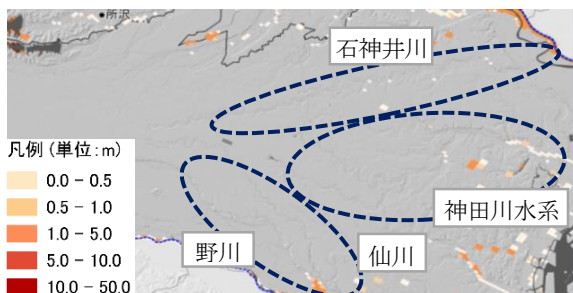 ●所沢
石神井川
凡例(単位:m)
0.0 – 0.5
0.5 – 1.0
1.0 – 5.0
5.0 – 10.0
10.0 – 50.0
神田川水系
野川
仙川